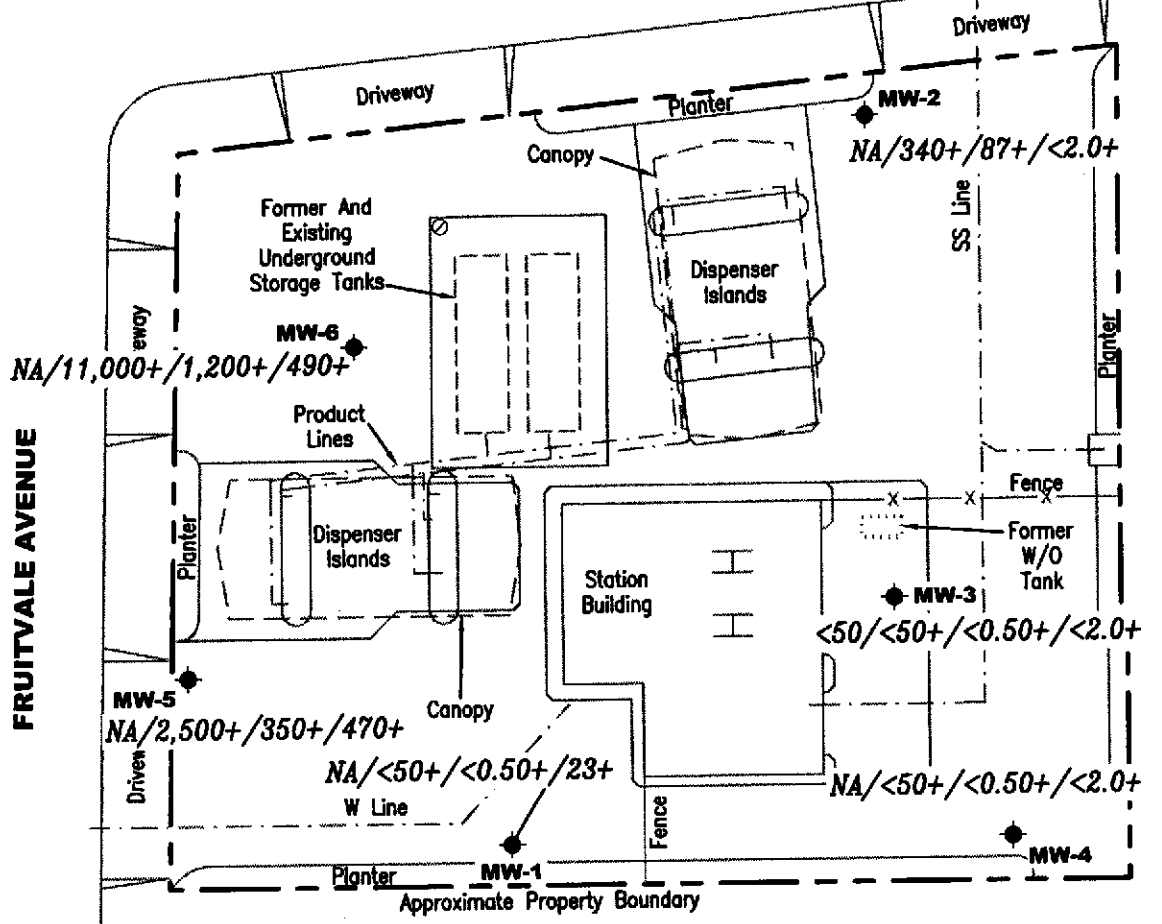 Driveway
Driveway
Planter
MW-2
NA/340+/87+/<2.0+
Canopy
Former And
Existing
Underground
Storage Tanks
SS Line
Dispenser
Islands
Driveway
MW-6
NA/11,000+/1,200+/490+
Planter
Product
Lines
FRUITVALE AVENUE
Fence
x x x
Planter
Dispenser
Islands
Station
Building
Former
W/O
Tank
MW-3
<50/<50+/<0.50+/<2.0+
MW-5
NA/2,500+/350+/470+
Canopy
NA/<50+/<0.50+/23+
NA/<50+/<0.50+/<2.0+
Drivew
W Line
Fence
MW-4
MW-1
Planter
Approximate Property Boundary